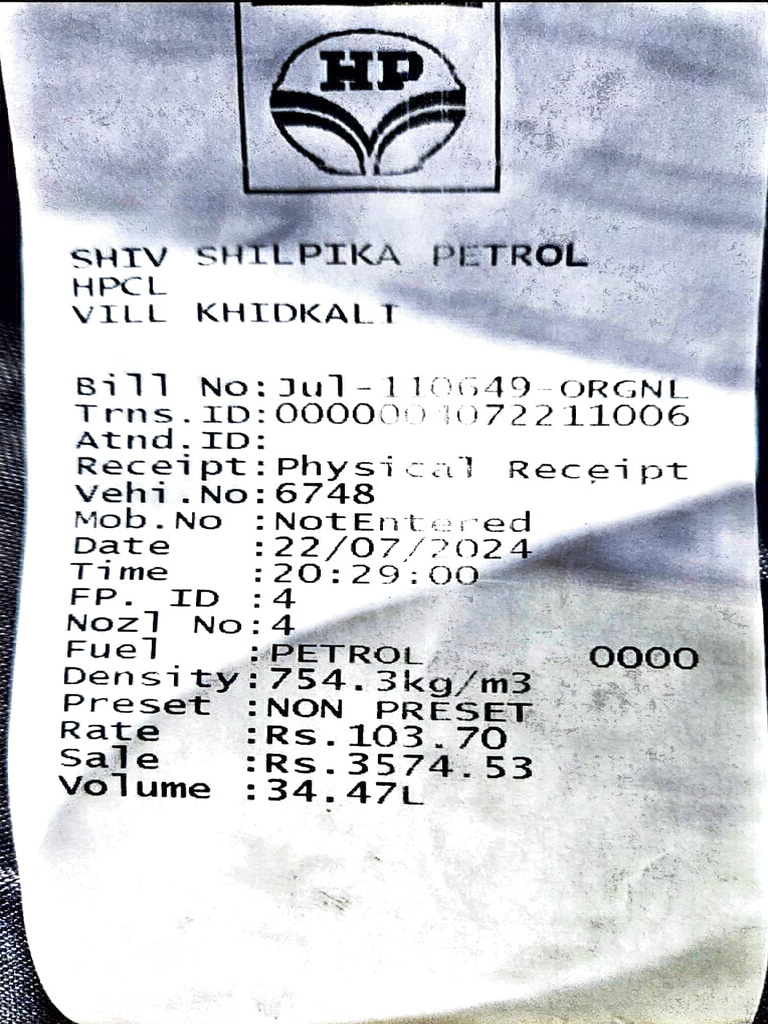 HP
SHIV SHILPIKA PETROL
HPCL
VILL KHIDKALI
Bill No:Jul-110649-ORGNL
Trns.ID:
Atnd.ID:
Receipt:Physical Receipt
Vehi.No:6748
Mob.No :NotEntered
Date :22/07/2024
Time :20:29:00
FP. ID :4
Nozl No:4
Fuel :PETROL 0000
Density:754.3kg/m3
Preset :NON PRESET
Rate :Rs.103.70
Sale :Rs.3574.53
Volume :34.47L